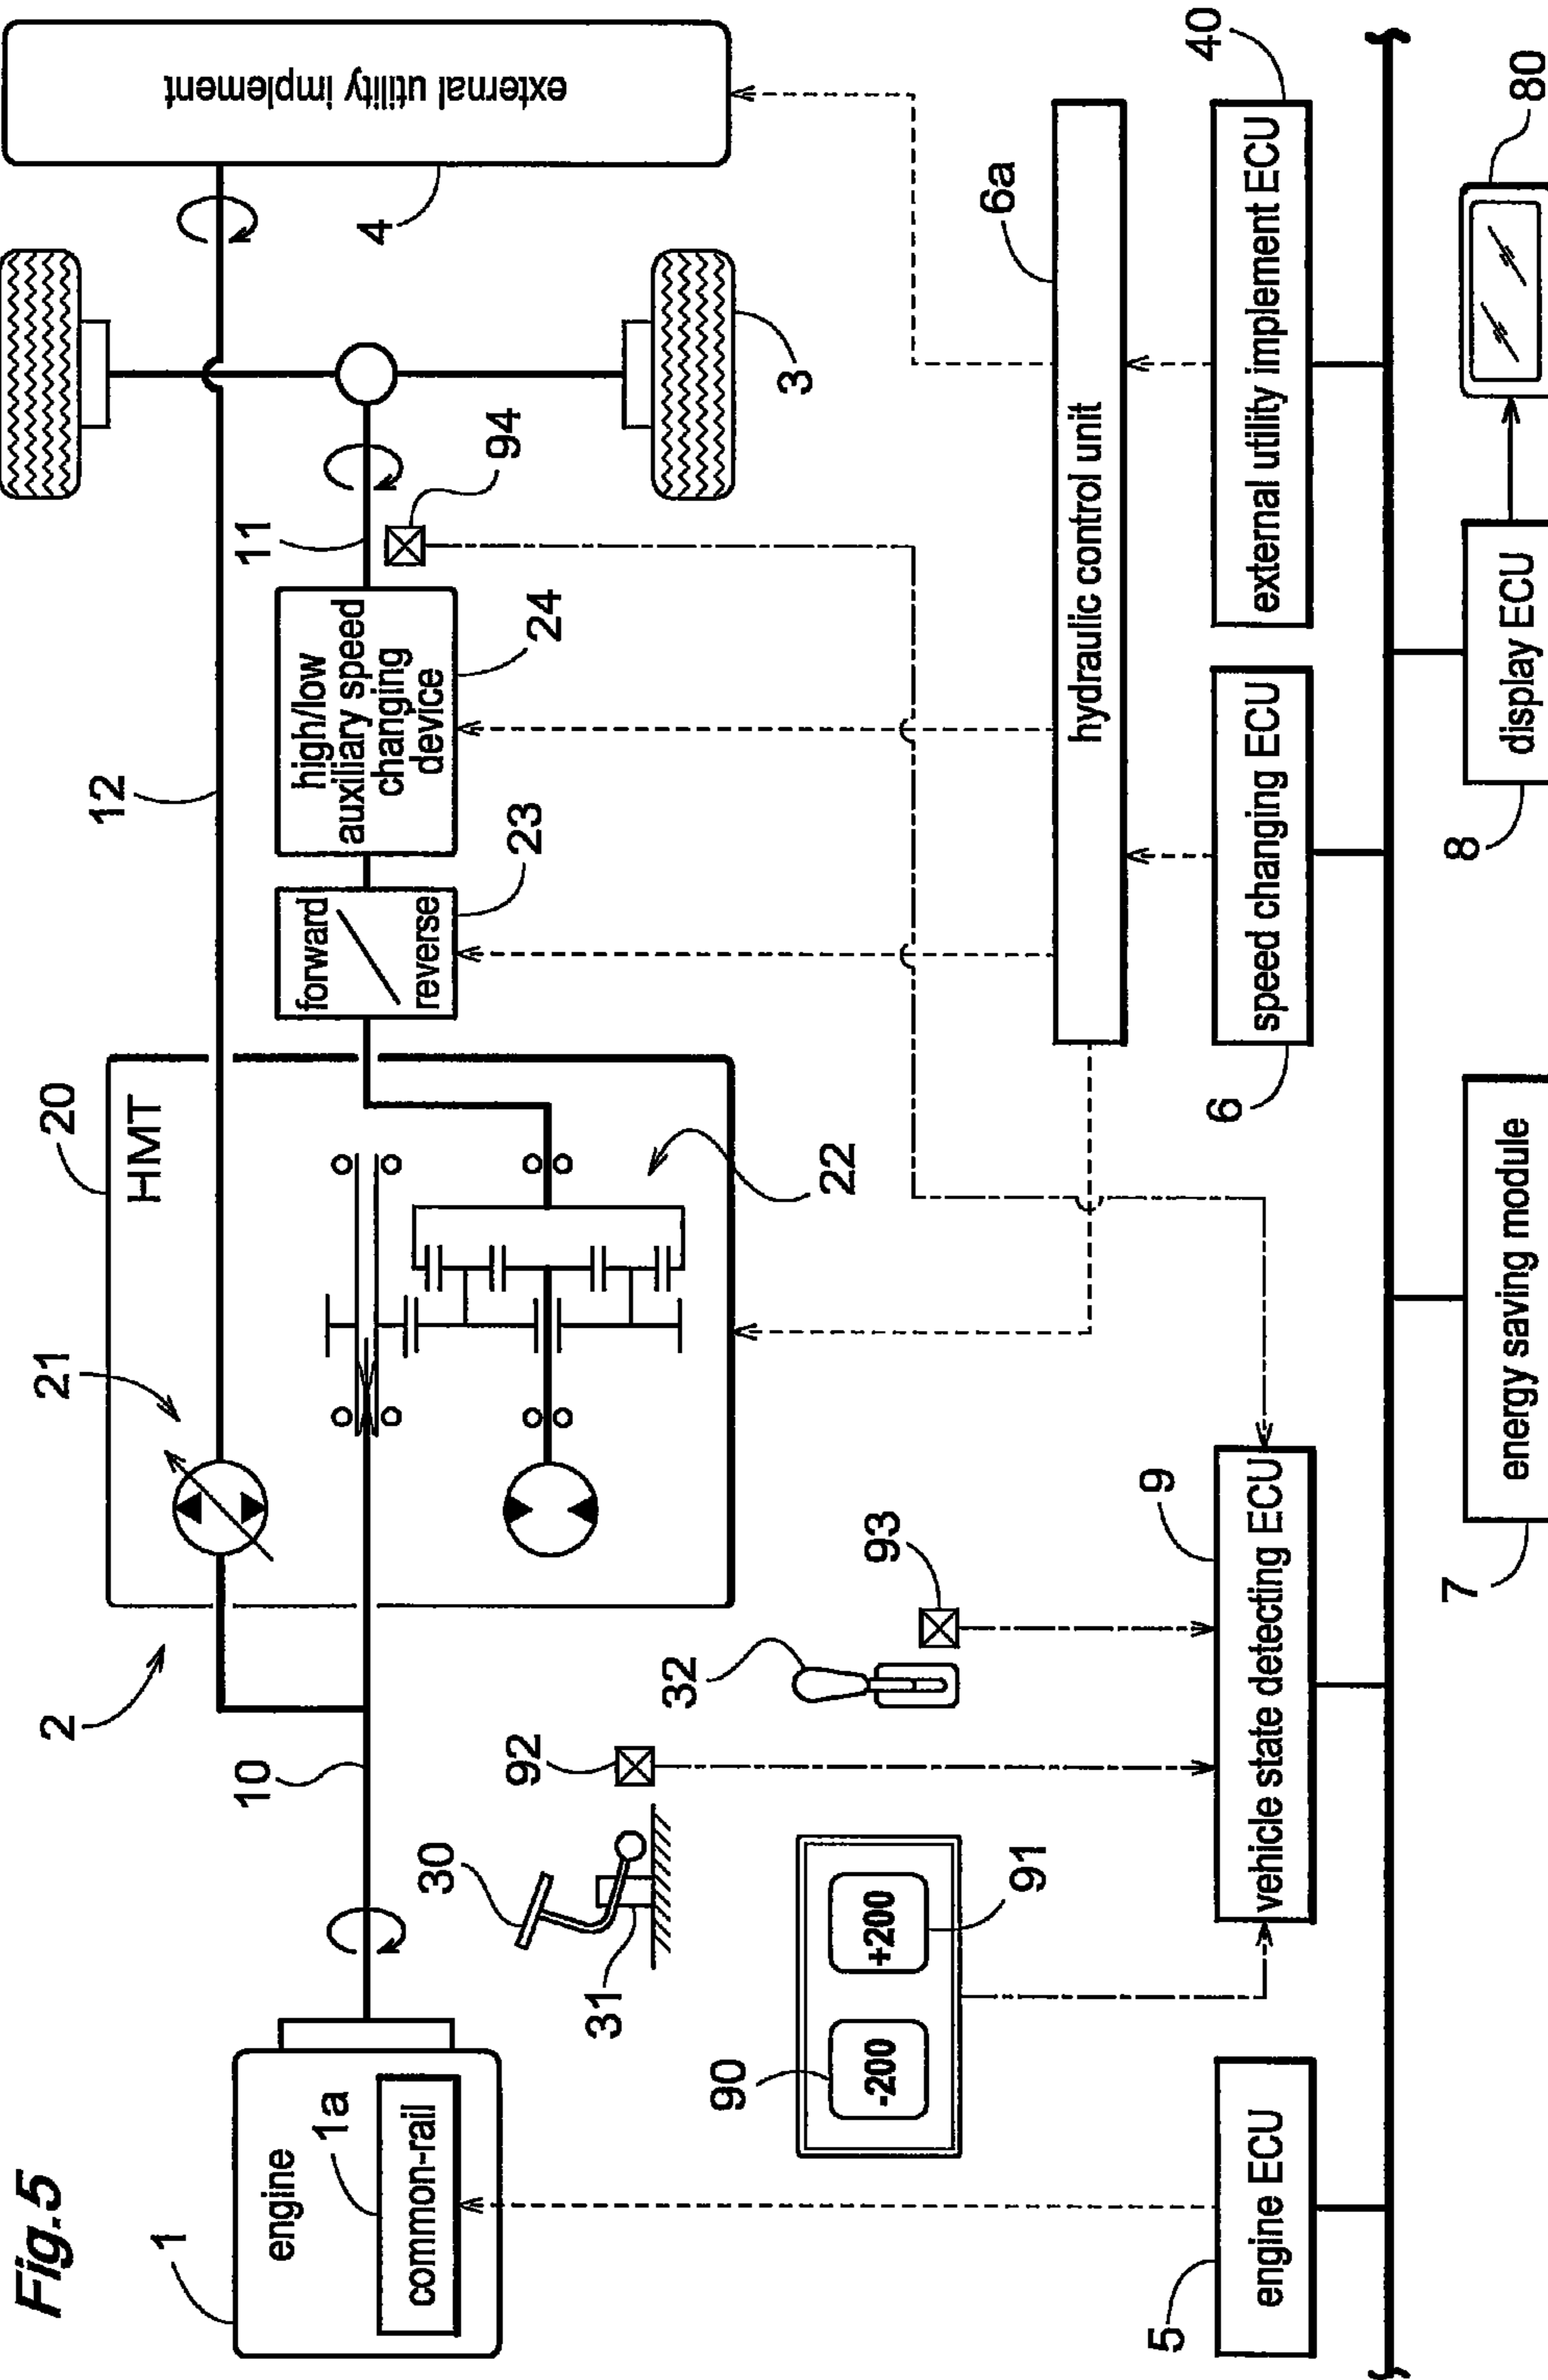 Fig.5
1
engine
1a
common-rail
10
2
21
20
HMT
22
12
forward
reverse
23
high/low
auxiliary speed
changing
device
24
11
94
3
4
external utility implement
30
31
92
32
93
90
-200
+200
91
6a
hydraulic control unit
5
engine ECU
9
vehicle state detecting ECU
6
speed changing ECU
40
external utility implement ECU
7
energy saving module
8
display ECU
80